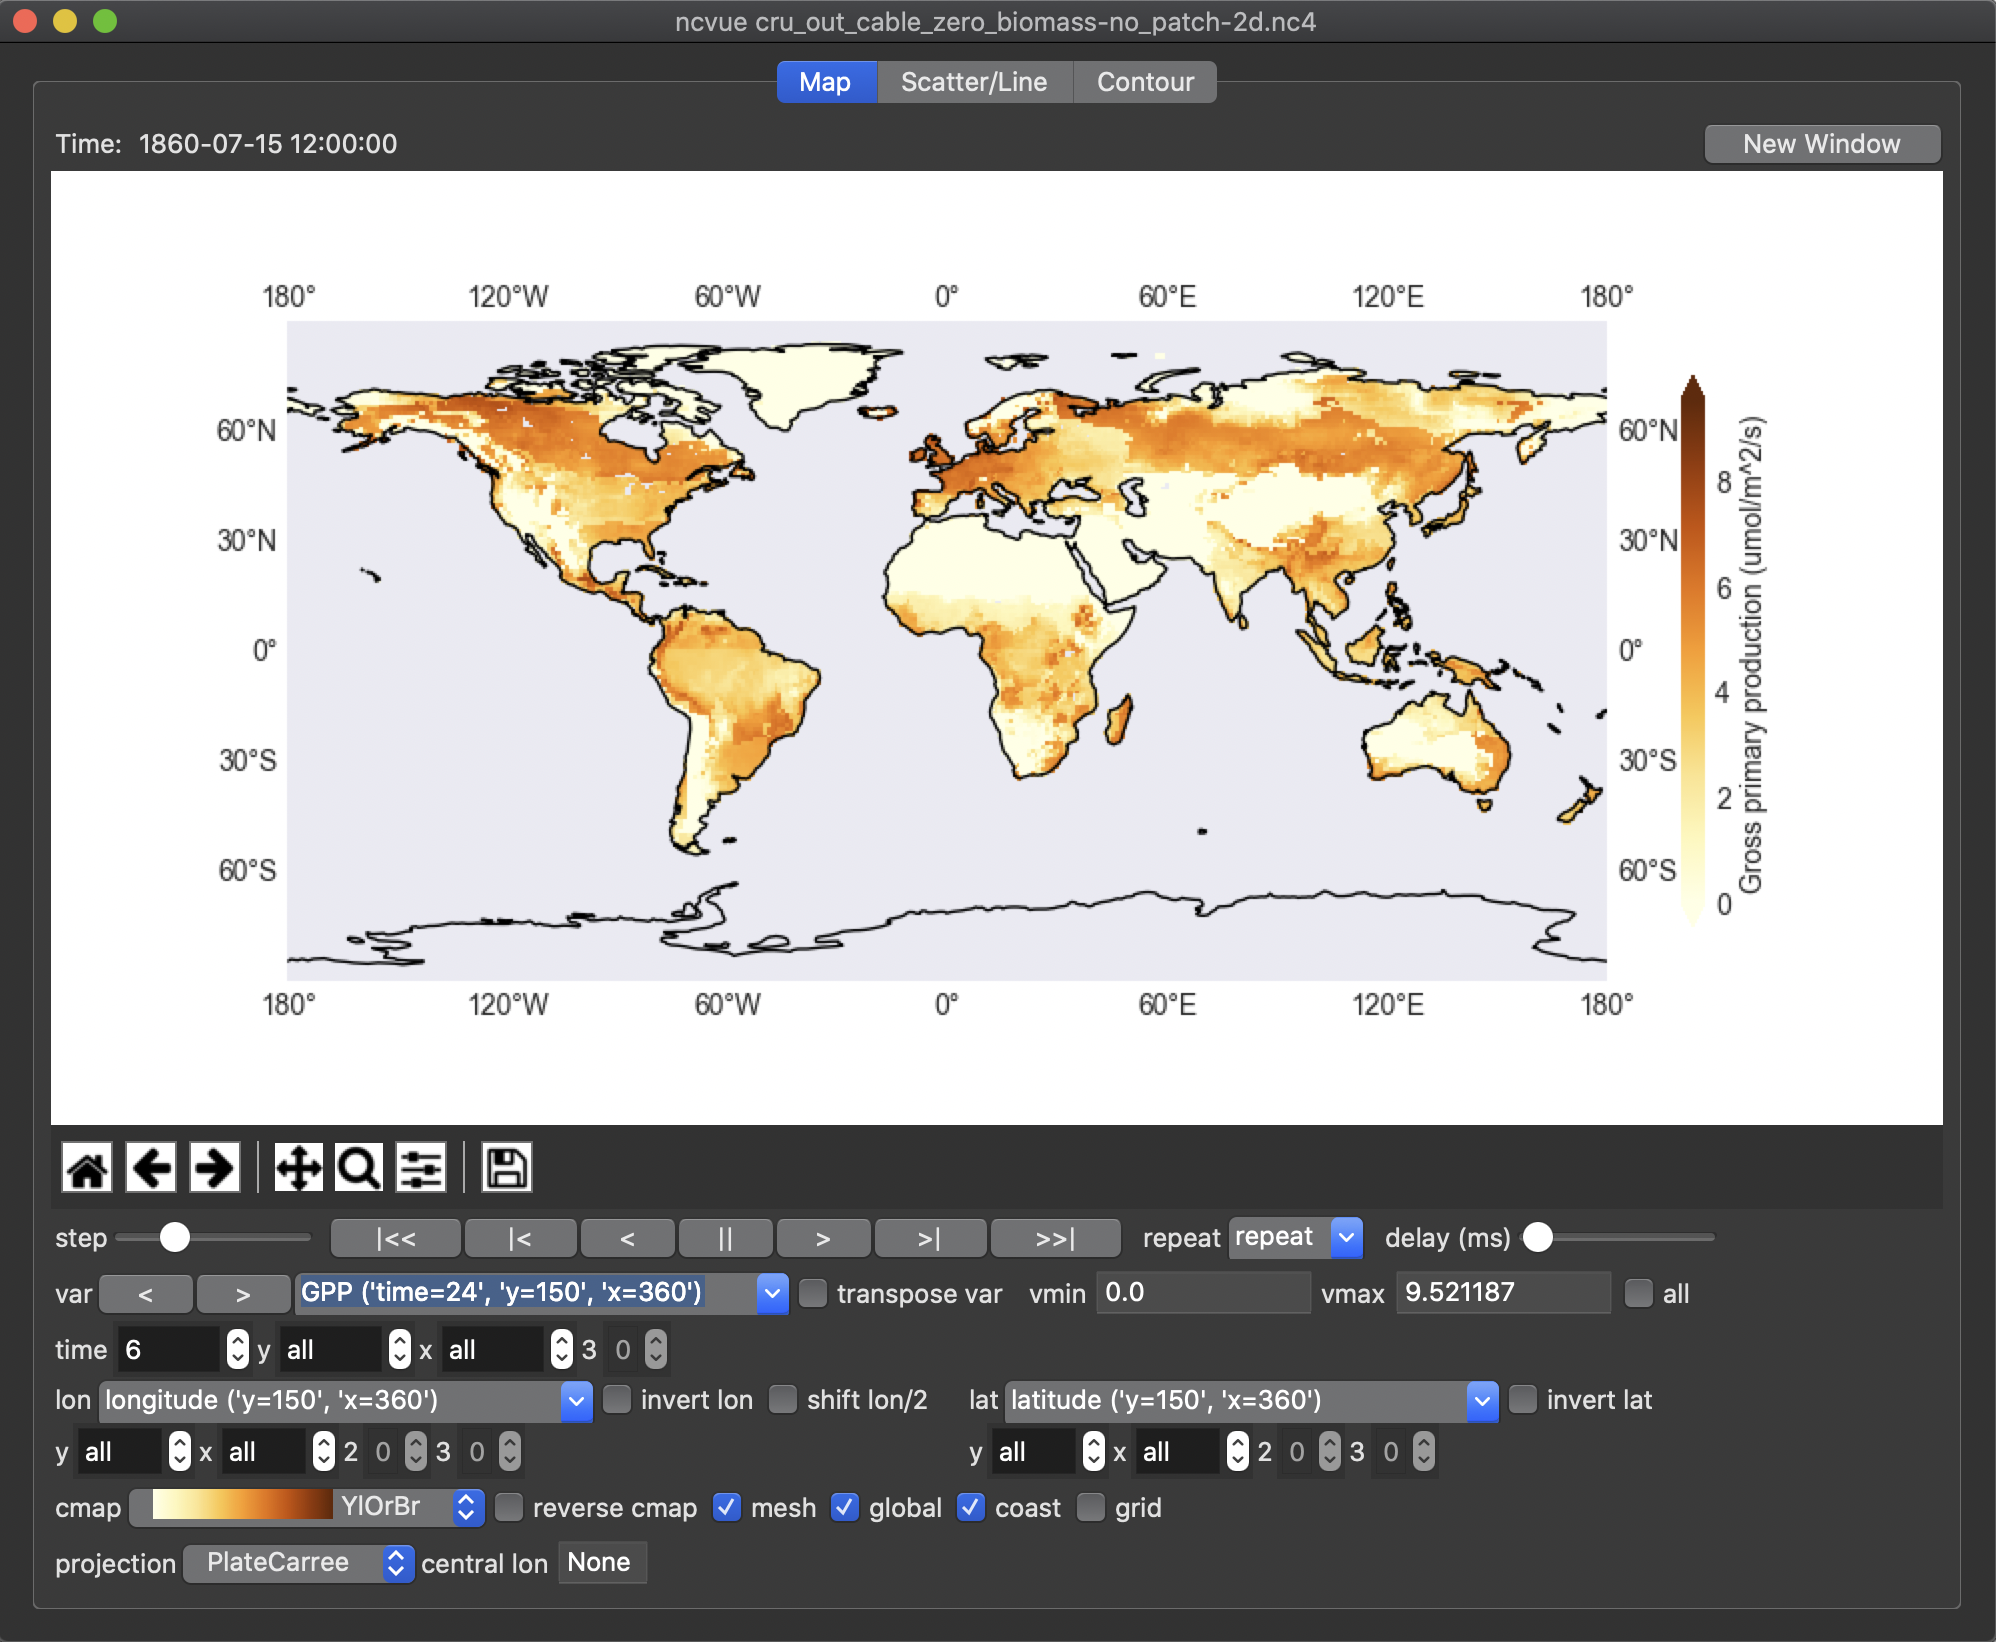 ncvue cru_out_cable_zero_biomass-no_patch-2d.nc4
Map Scatter/Line Contour
Time: 1860-07-15 12:00:00 New Window
180° 120°W 60°W 0° 60°E 120°E 180°
60°N 60°N
30°N 30°N
0° 0°
30°S 30°S
60°S 60°S
8
6
4
2
0
Gross primary production (umol/m^2/s)
180° 120°W 60°W 0° 60°E 120°E 180°
step |<< |< < || > >| >>| repeat repeat delay (ms)
var < > GPP ('time=24', 'y=150', 'x=360') transpose var vmin 0.0 vmax 9.521187 all
time 6 y all x all 3 0
lon longitude ('y=150', 'x=360') invert lon shift lon/2 lat latitude ('y=150', 'x=360') invert lat
y all x all 2 0 3 0 y all x all 2 0 3 0
cmap YlOrBr reverse cmap mesh global coast grid
projection PlateCarree central lon None